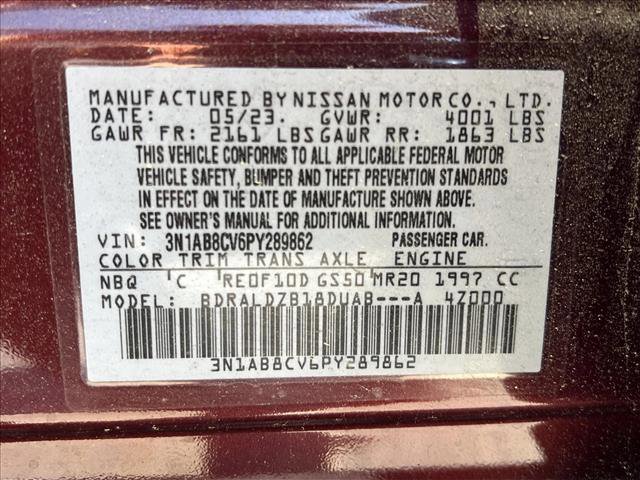 MANUFACTURED BY NISSAN MOTOR CO., LTD.
DATE: 05/23. GVWR: 4001 LBS
GAWR FR: 2161 LBS GAWR RR: 1863 LBS
THIS VEHICLE CONFORMS TO ALL APPLICABLE FEDERAL MOTOR
VEHICLE SAFETY, BUMPER AND THEFT PREVENTION STANDARDS
IN EFFECT ON THE DATE OF MANUFACTURE SHOWN ABOVE.
SEE OWNER'S MANUAL FOR ADDITIONAL INFORMATION.
VIN: 3N1AB8CV6PY289862 PASSENGER CAR.
COLOR TRIM TRANS AXLE ENGINE
NBQ C RE0F10D GS50 MR20 1997 CC
MODEL: BDRALDZB18DUAB---A 4Z000
3N1AB8CV6PY289862